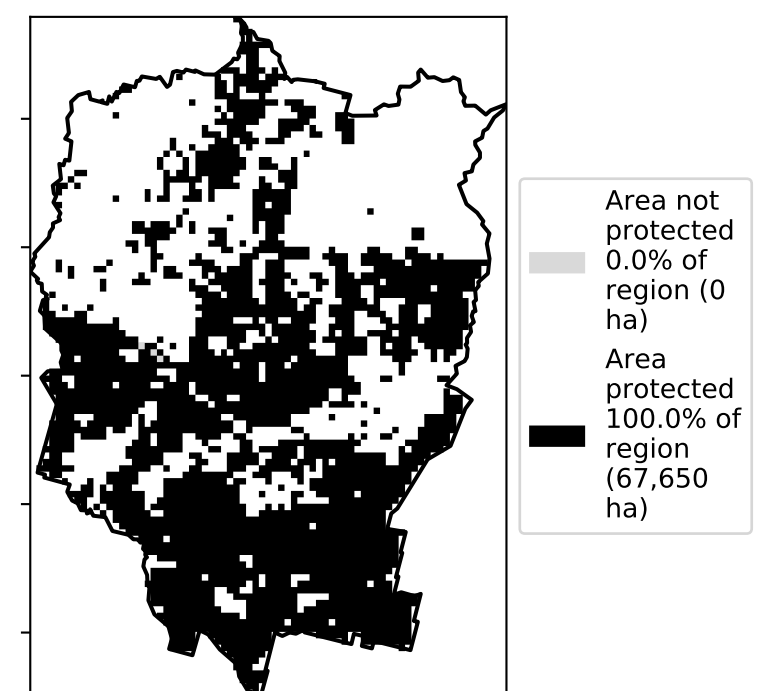 Area not
protected
0.0% of
region (0
ha)
Area
protected
100.0% of
region
(67,650
ha)